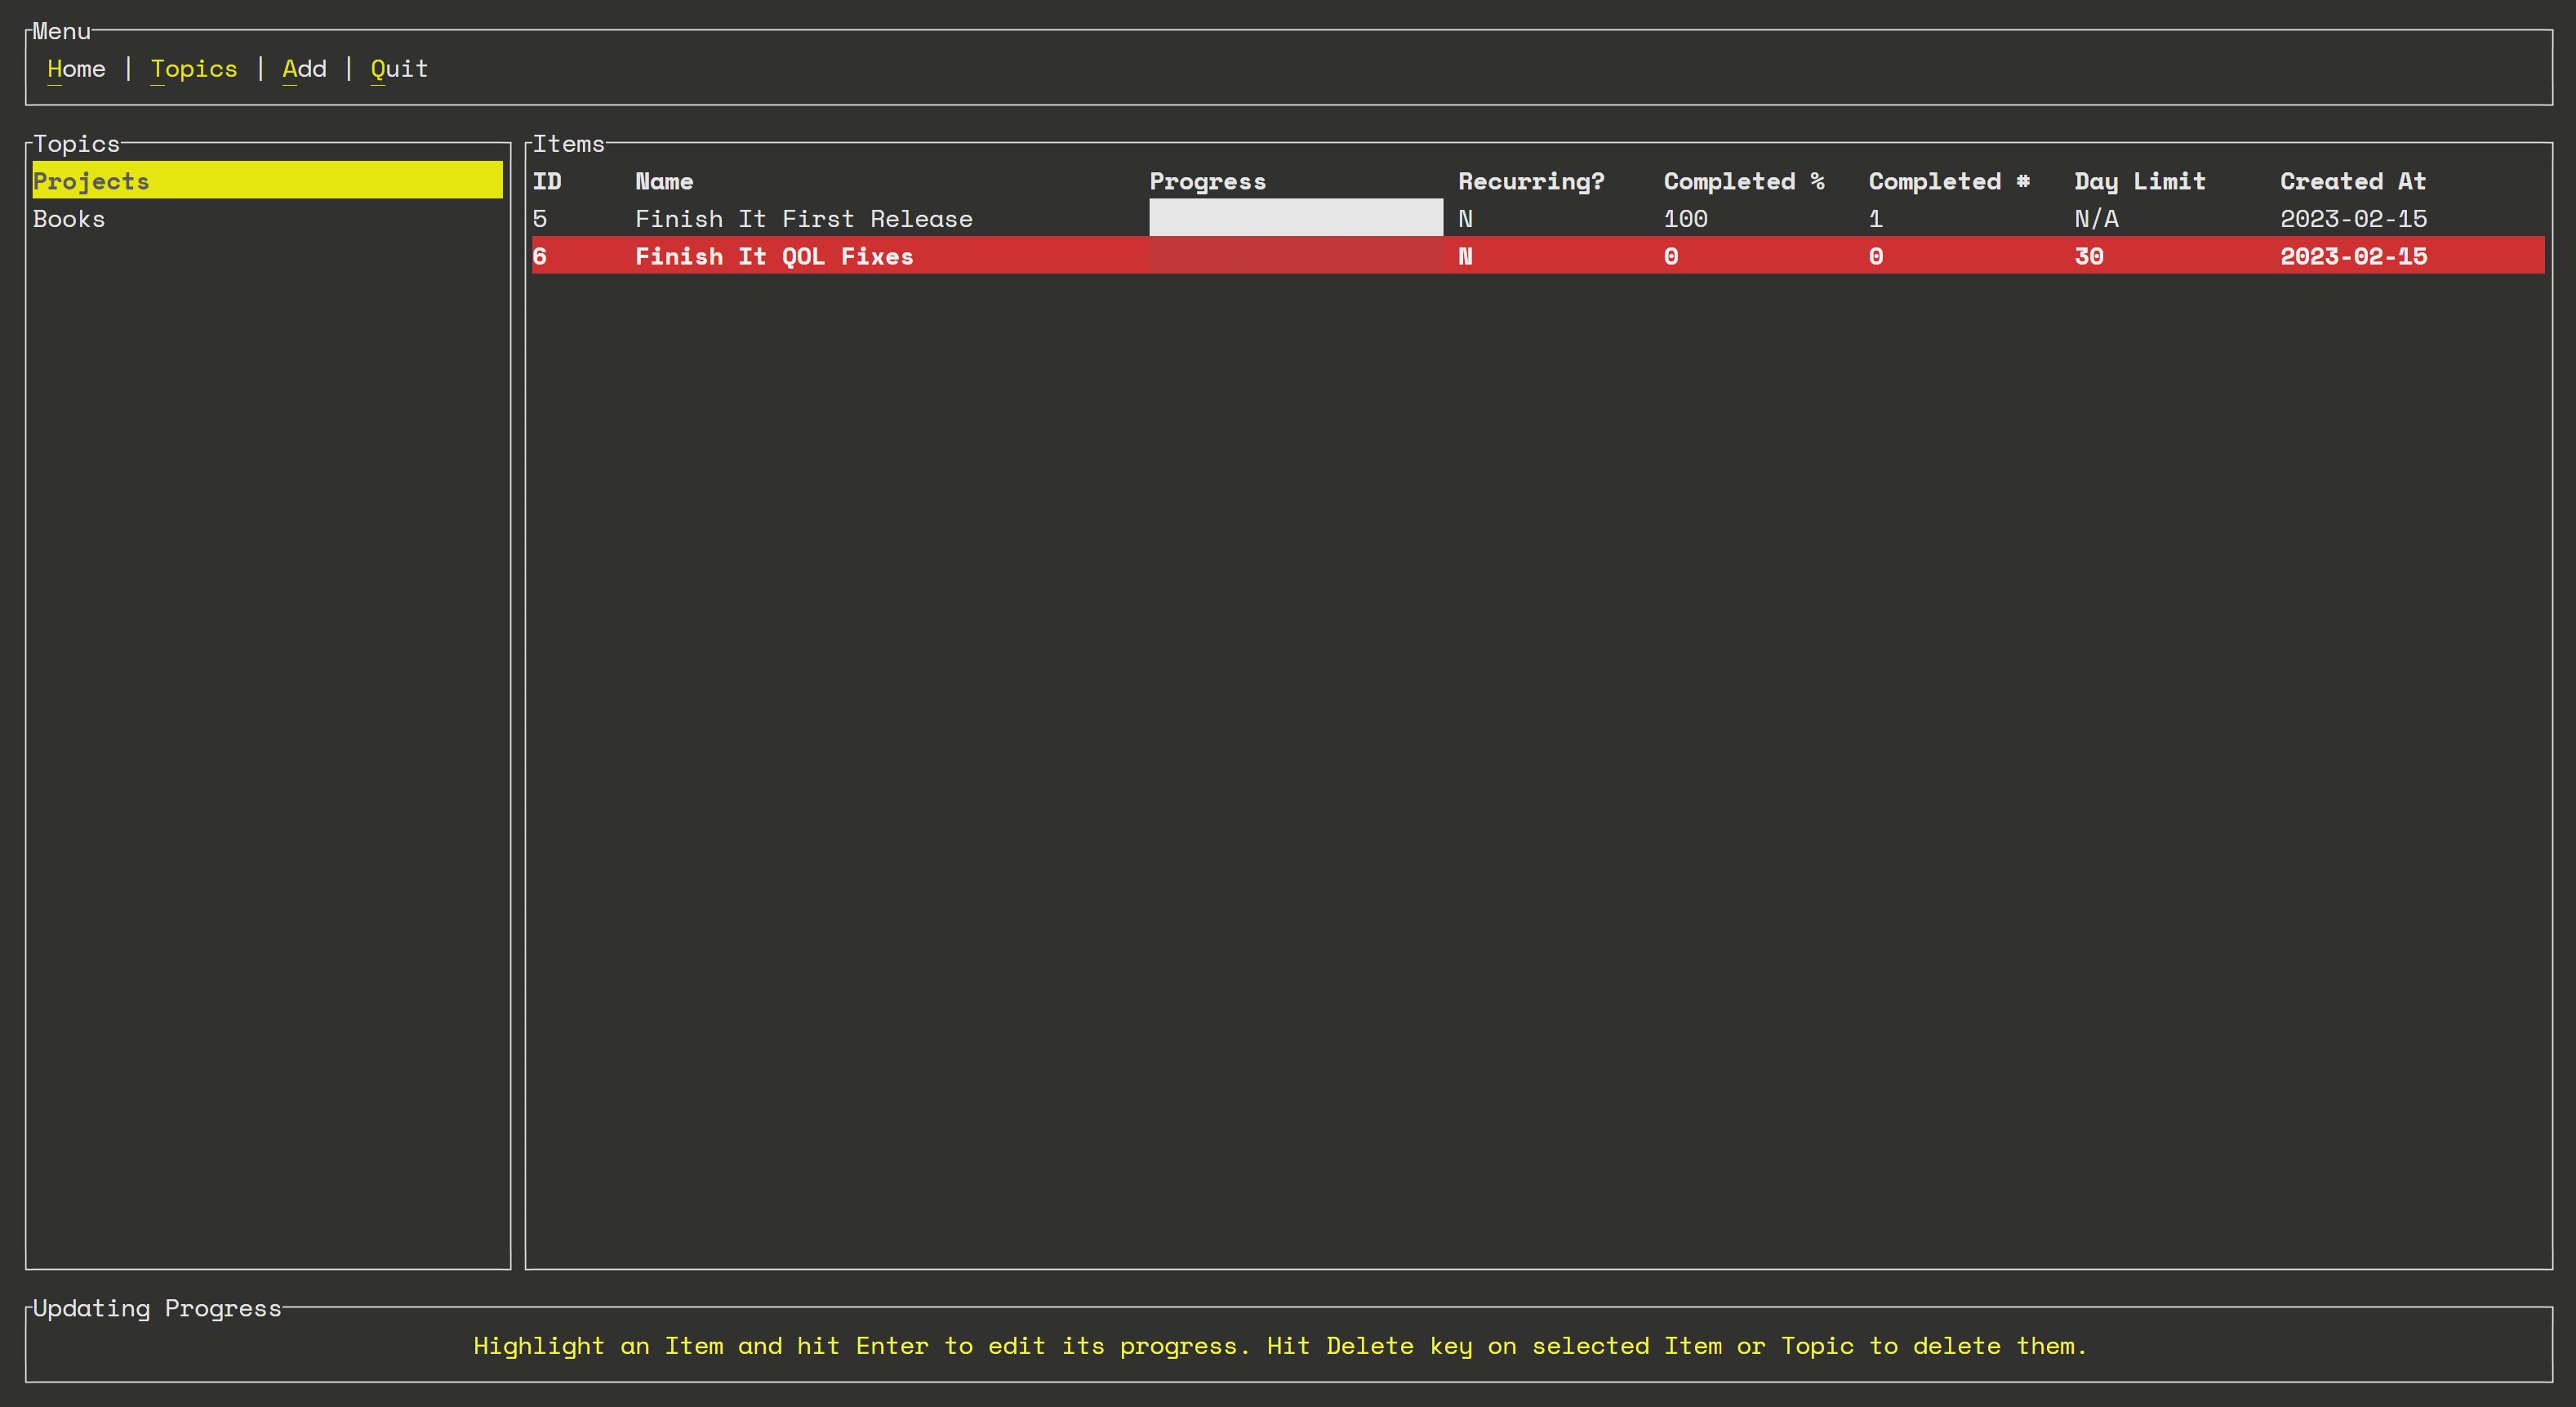 Menu
Home | Topics | Add | Quit
Topics
Projects
Books
Items
ID Name Progress Recurring? Completed % Completed # Day Limit Created At
5 Finish It First Release N 100 1 N/A 2023-02-15
6 Finish It QOL Fixes N 0 0 30 2023-02-15
Updating Progress
Highlight an Item and hit Enter to edit its progress. Hit Delete key on selected Item or Topic to delete them.